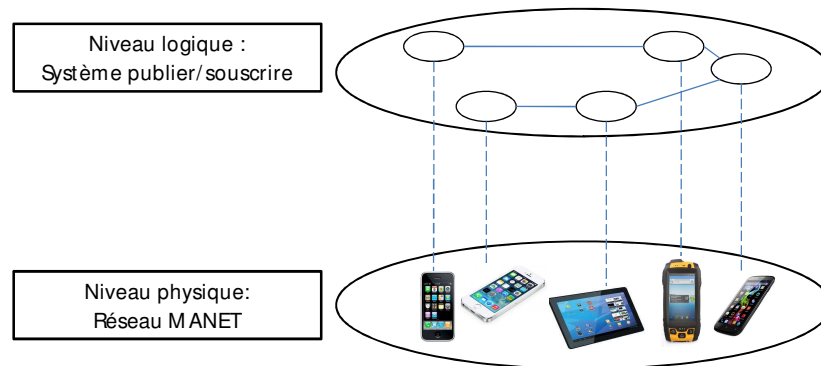 Niveau logique :
Système publier/souscrire
Niveau physique:
Réseau MANET